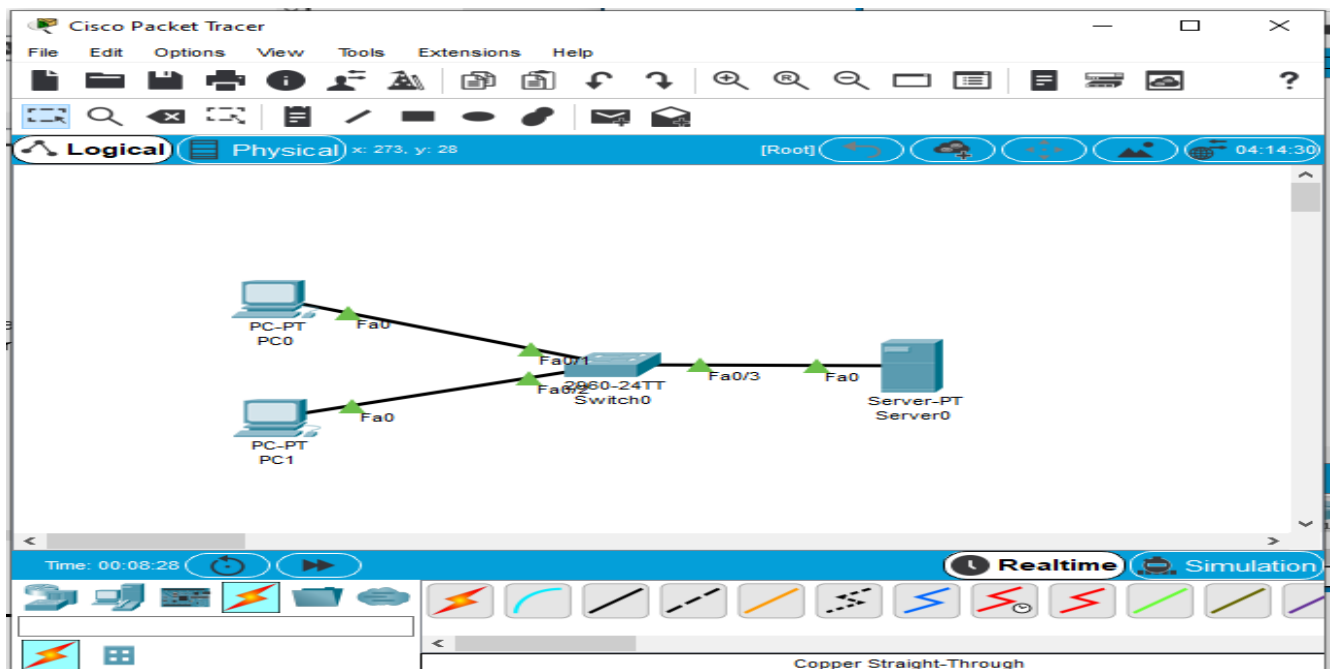 Cisco Packet Tracer
File Edit Options View Tools Extensions Help
?
Logical Physical x: 273, y: 28 [Root] 04:14:30
PC-PT
PC0
Fa0
Fa0/1
Fa0/2
2960-24TT
Switch0
Fa0/3
Fa0
Server-PT
Server0
Fa0
PC-PT
PC1
Time: 00:08:28 Realtime Simulation
Copper Straight-Through